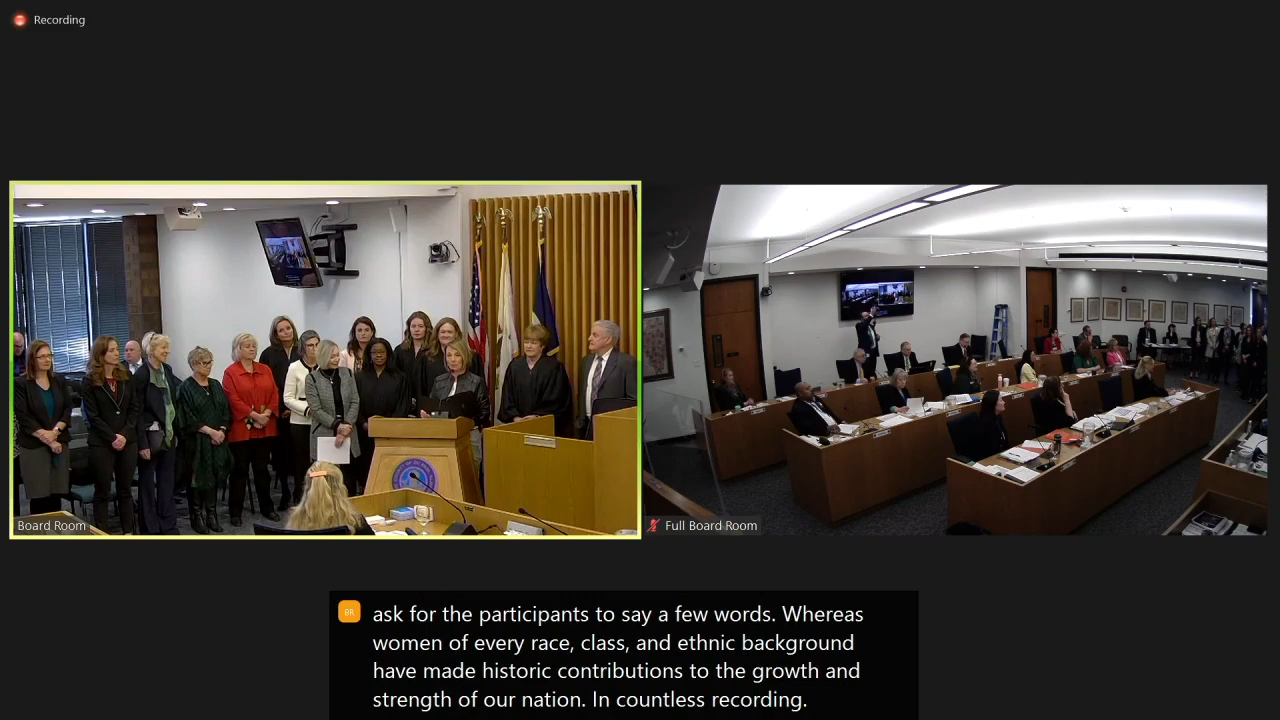 Recording
Board Room
Full Board Room
BR
ask for the participants to say a few words. Whereas
women of every race, class, and ethnic background
have made historic contributions to the growth and
strength of our nation. In countless recording.